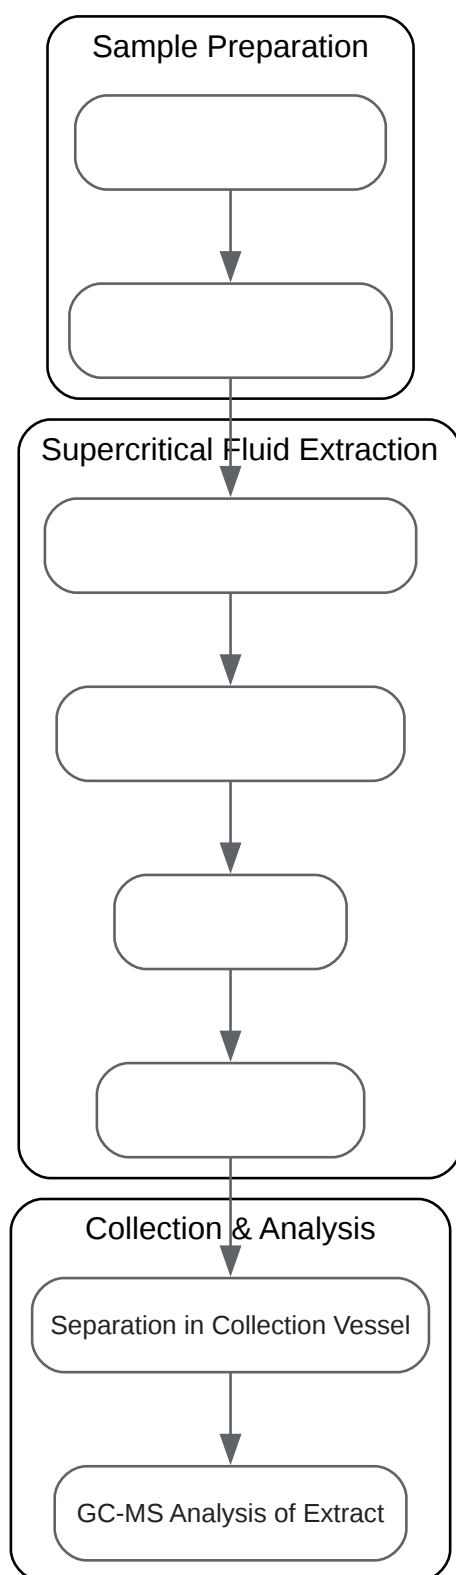 Sample Preparation
Supercritical Fluid Extraction
Collection & Analysis
Separation in Collection Vessel
GC-MS Analysis of Extract